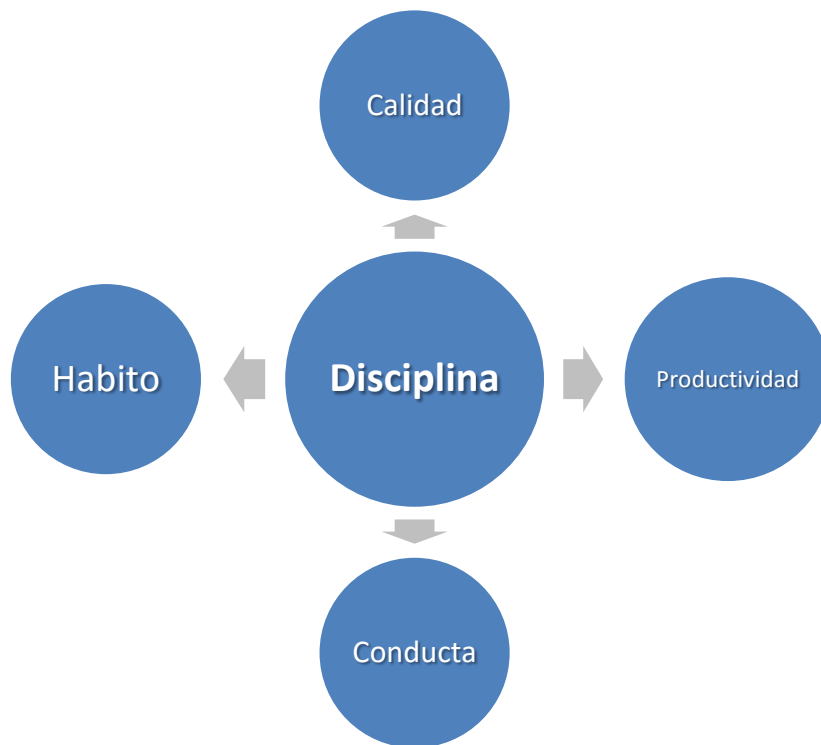 Calidad
Habito
Disciplina
Productividad
Conducta